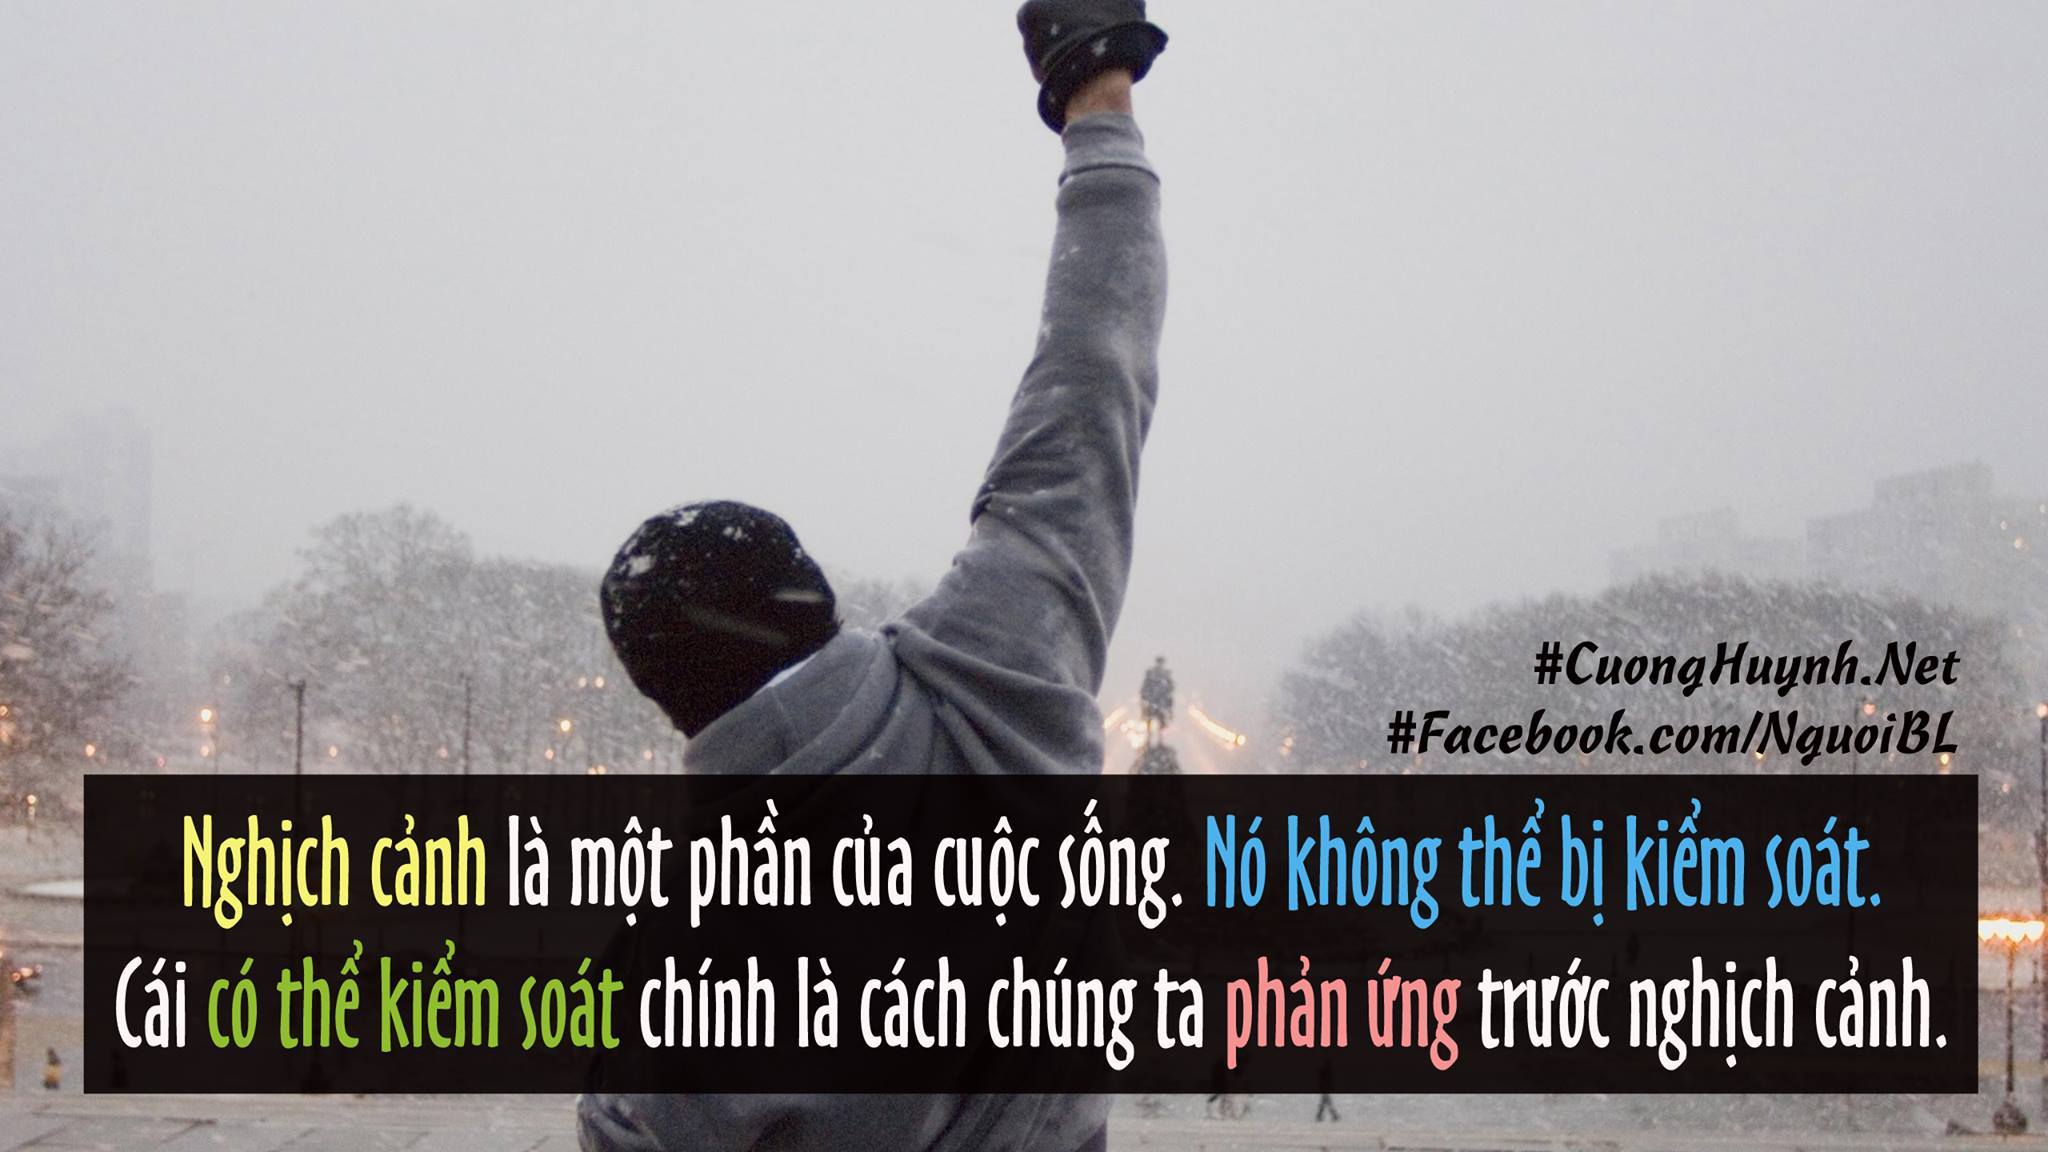 #CuongHuynh.Net
#Facebook.com/NguoiBL
Nghịch cảnh là một phần của cuộc sống. Nó không thể bị kiểm soát.
Cái có thể kiểm soát chính là cách chúng ta phản ứng trước nghịch cảnh.